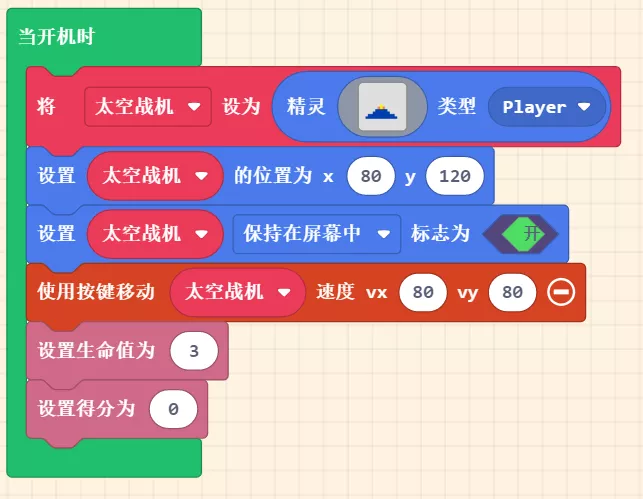 当开机时
将 太空战机 设为 精灵 类型 Player
设置 太空战机 的位置为 x 80 y 120
设置 太空战机 保持在屏幕中 标志为 开
使用按键移动 太空战机 速度 vx 80 vy 80
设置生命值为 3
设置得分为 0